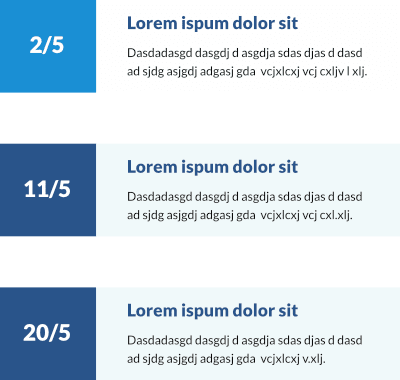 2/5
Lorem ispum dolor sit
Dasdadasgd dasgdj d asgdja sdas djas d dasd
ad sjdg asjgdj adgasj gda vcjxlcxj vcj cxljv l xlj.
11/5
Lorem ispum dolor sit
Dasdadasgd dasgdj d asgdja sdas djas d dasd
ad sjdg asjgdj adgasj gda vcjxlcxj vcj cxl.xlj.
20/5
Lorem ispum dolor sit
Dasdadasgd dasgdj d asgdja sdas djas d dasd
ad sjdg asjgdj adgasj gda vcjxlcxj v.xlj.